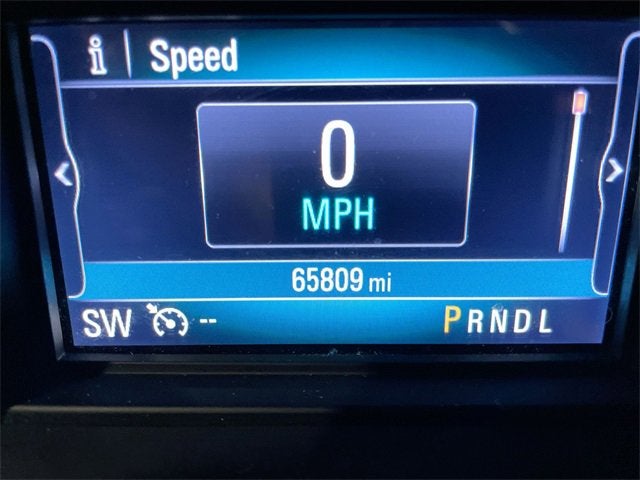 i Speed
0
MPH
65809 mi
SW -- PRNDL